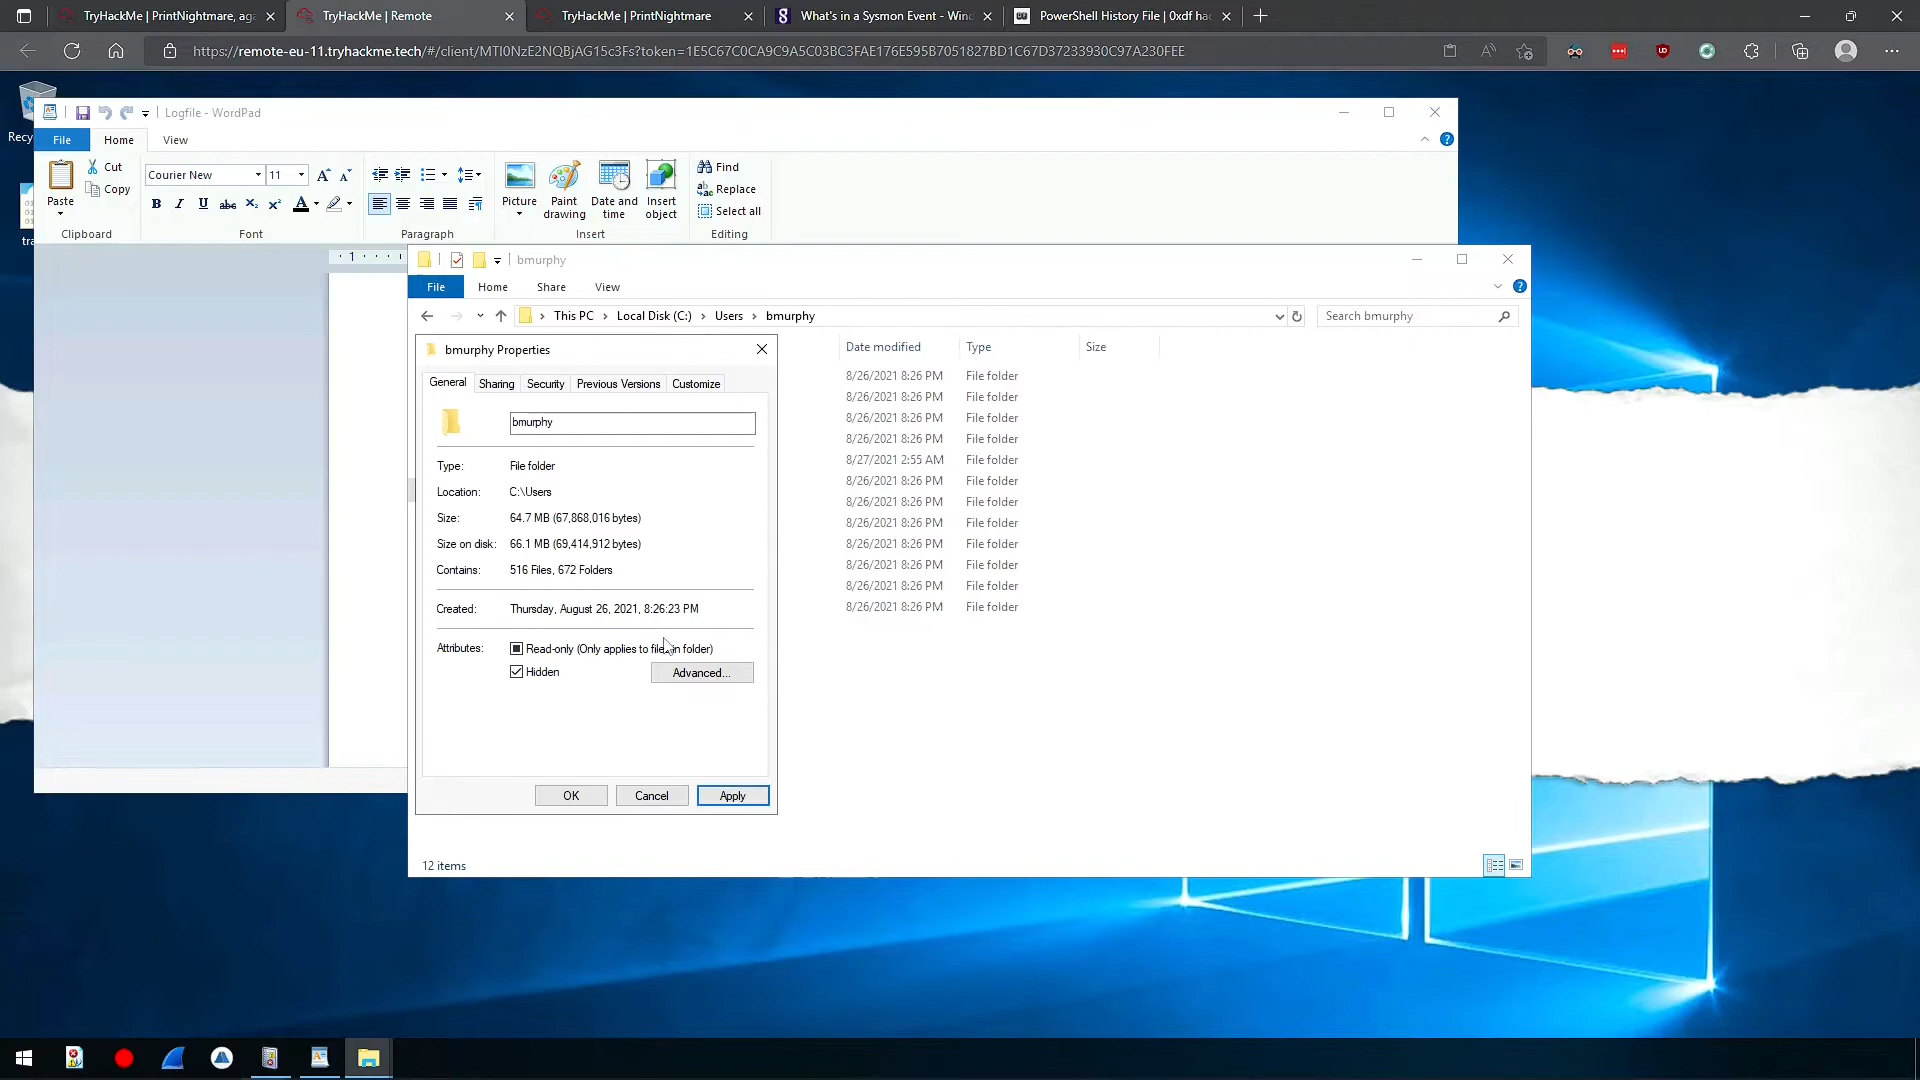 TryHackMe | PrintNightmare, aga
TryHackMe | Remote
TryHackMe | PrintNightmare
What's in a Sysmon Event - Wind
PowerShell History File | 0xdf hac
https://remote-eu-11.tryhackme.tech/#/client/MTI0NzE2NQBjAG15c3Fs?token=1E5C67C0CA9C9A5C03BC3FAE176E595B7051827BD1C67D37233930C97A230FEE
Recy
Logfile - WordPad
File Home View
Paste
Cut
Copy
Clipboard
Courier New 11
B I U abc X₂ X² A
Font
Paragraph
Picture
Paint drawing
Date and time
Insert object
Insert
Find
Replace
Select all
Editing
tra
1
bmurphy
File Home Share View
This PC > Local Disk (C:) > Users > bmurphy
Search bmurphy
Date modified Type Size
8/26/2021 8:26 PM File folder
8/26/2021 8:26 PM File folder
8/26/2021 8:26 PM File folder
8/26/2021 8:26 PM File folder
8/27/2021 2:55 AM File folder
8/26/2021 8:26 PM File folder
8/26/2021 8:26 PM File folder
8/26/2021 8:26 PM File folder
8/26/2021 8:26 PM File folder
8/26/2021 8:26 PM File folder
8/26/2021 8:26 PM File folder
8/26/2021 8:26 PM File folder
bmurphy Properties
General Sharing Security Previous Versions Customize
bmurphy
Type: File folder
Location: C:\Users
Size: 64.7 MB (67,868,016 bytes)
Size on disk: 66.1 MB (69,414,912 bytes)
Contains: 516 Files, 672 Folders
Created: Thursday, August 26, 2021, 8:26:23 PM
Attributes: Read-only (Only applies to files in folder)
Hidden
Advanced...
OK Cancel Apply
12 items